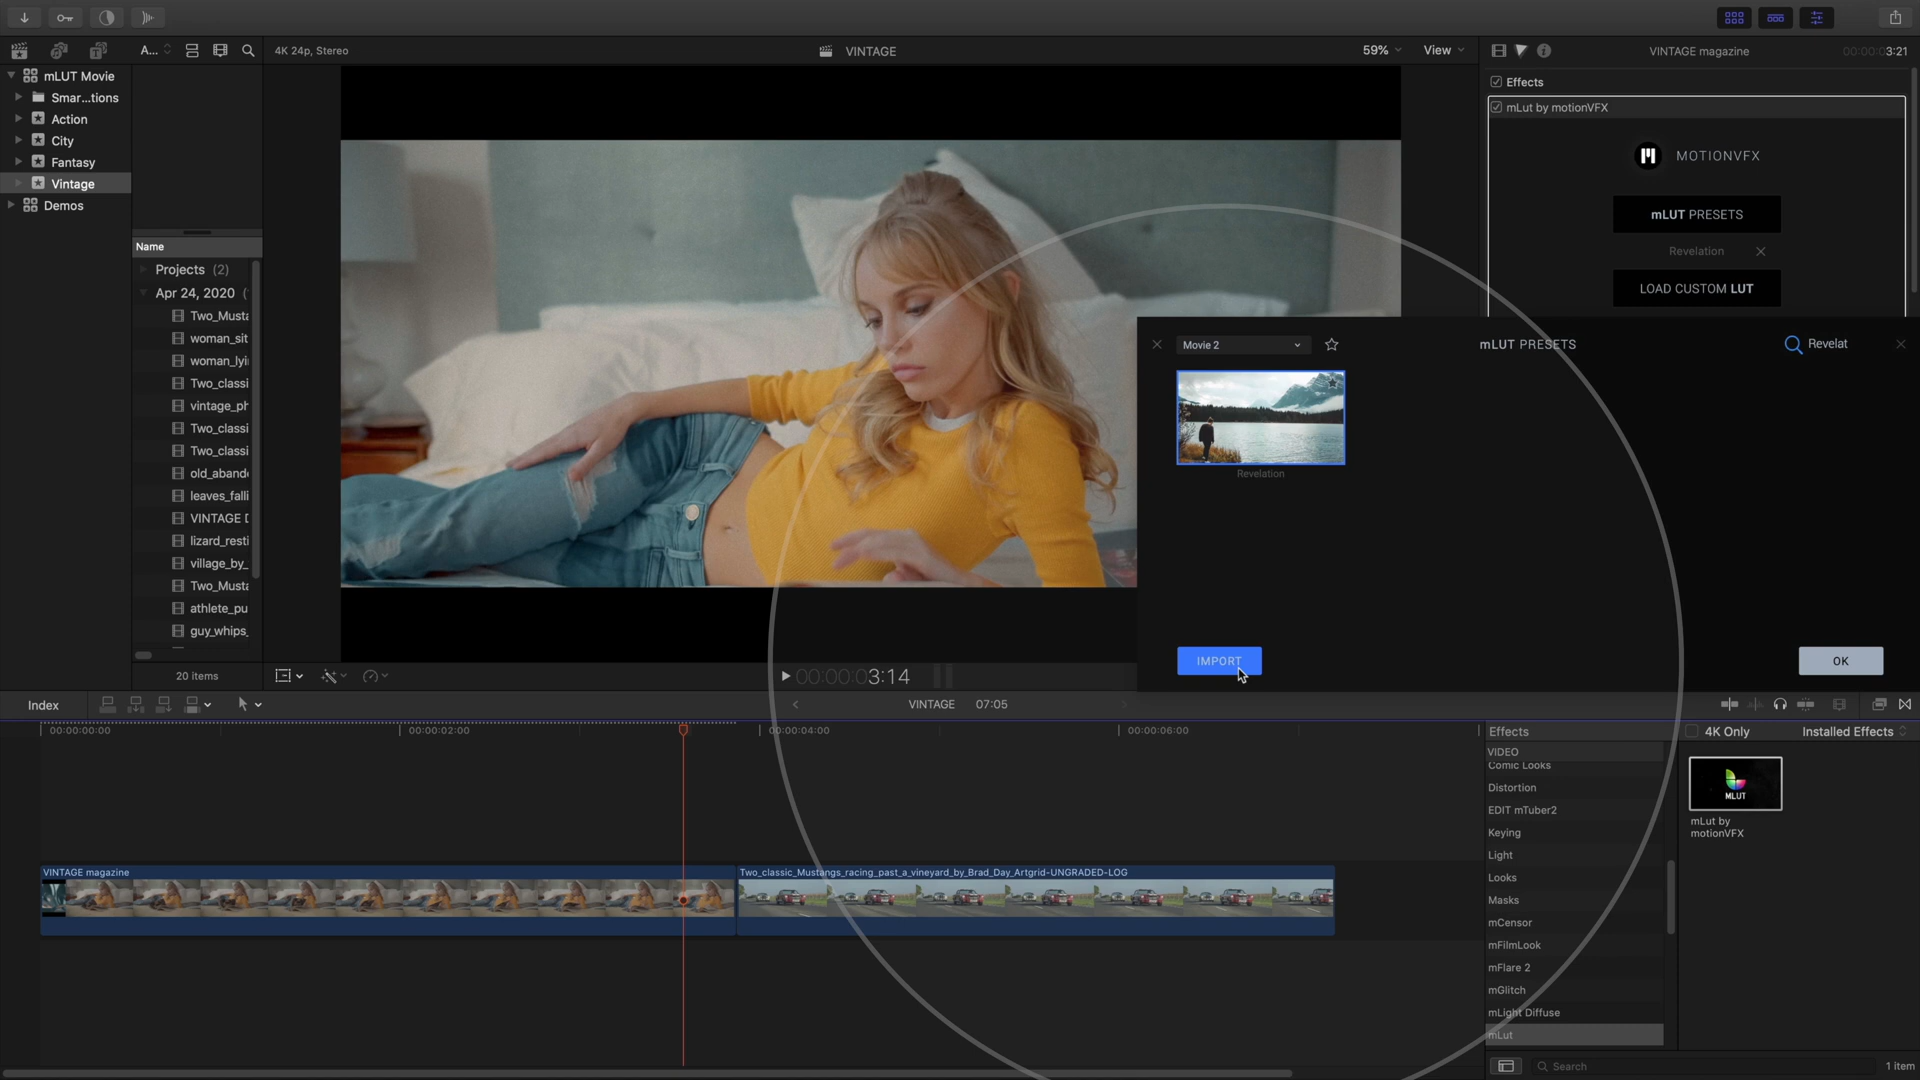 A...
4K 24p, Stereo
VINTAGE
59%
View
VINTAGE magazine
00:00:03:21
mLUT Movie
Smar...tions
Action
City
Fantasy
Vintage
Demos
Name
Projects (2)
Apr 24, 2020 (
Two_Musta
woman_sit
woman_lyi
Two_classi
vintage_ph
Two_classi
Two_classi
old_aband
leaves_falli
VINTAGE
lizard_resti
village_by_
Two_Musta
athlete_pu
guy_whips_
20 items
Effects
mLut by motionVFX
MOTIONVFX
mLUT PRESETS
Revelation
LOAD CUSTOM LUT
Movie 2
mLUT PRESETS
Revelat
Revelation
IMPORT
OK
00:00:03:14
Index
VINTAGE 07:05
00:00:00:00
00:00:02:00
00:00:04:00
00:00:06:00
VINTAGE magazine
Two_classic_Mustangs_racing_past_a_vineyard_by_Brad_Day_Artgrid-UNGRADED-LOG
Effects
4K Only
Installed Effects
VIDEO
Comic Looks
Distortion
EDIT mTuber2
Keying
Light
Looks
Masks
mCensor
mFilmLook
mFlare 2
mGlitch
mLight Diffuse
mLut
MLUT
mLut by
motionVFX
Search
1 item